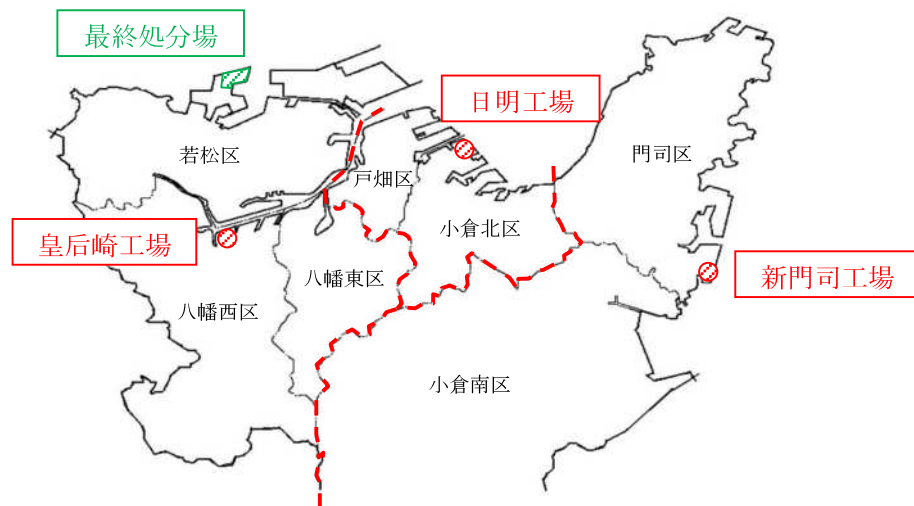 最終処分場
日明工場
若松区
門司区
戸畑区
皇后崎工場
小倉北区
八幡東区
新門司工場
八幡西区
小倉南区